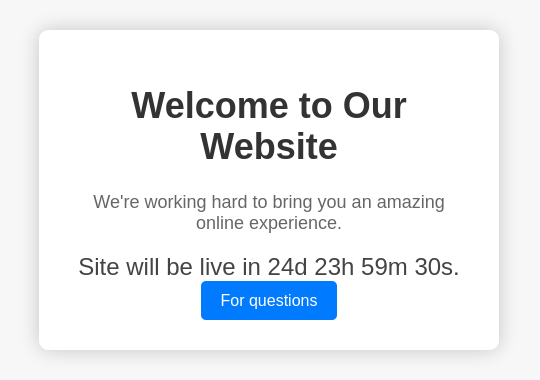 Welcome to Our
Website
We're working hard to bring you an amazing
online experience.
Site will be live in 24d 23h 59m 30s.
For questions